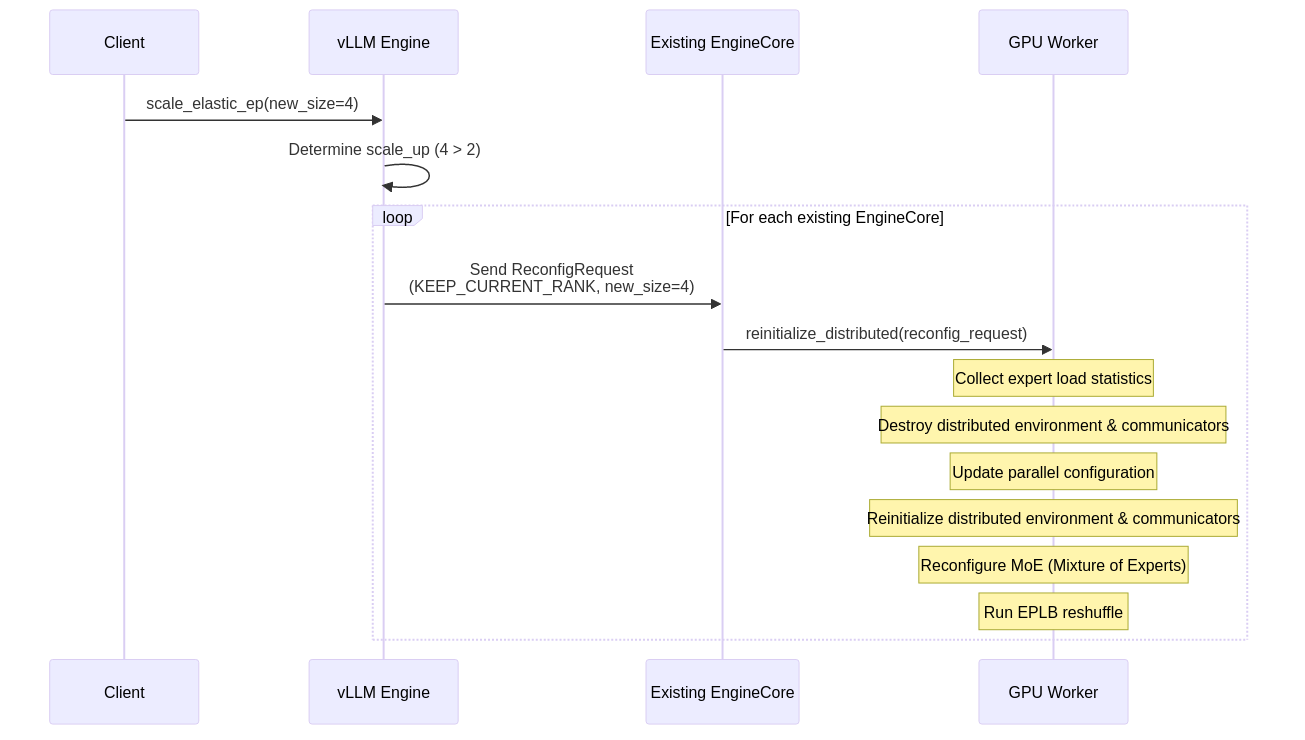 Client
vLLM Engine
Existing EngineCore
GPU Worker
scale_elastic_ep(new_size=4)
Determine scale_up (4 > 2)
loop
[For each existing EngineCore]
Send ReconfigRequest
(KEEP_CURRENT_RANK, new_size=4)
reinitialize_distributed(reconfig_request)
Collect expert load statistics
Destroy distributed environment & communicators
Update parallel configuration
Reinitialize distributed environment & communicators
Reconfigure MoE (Mixture of Experts)
Run EPLB reshuffle
Client
vLLM Engine
Existing EngineCore
GPU Worker